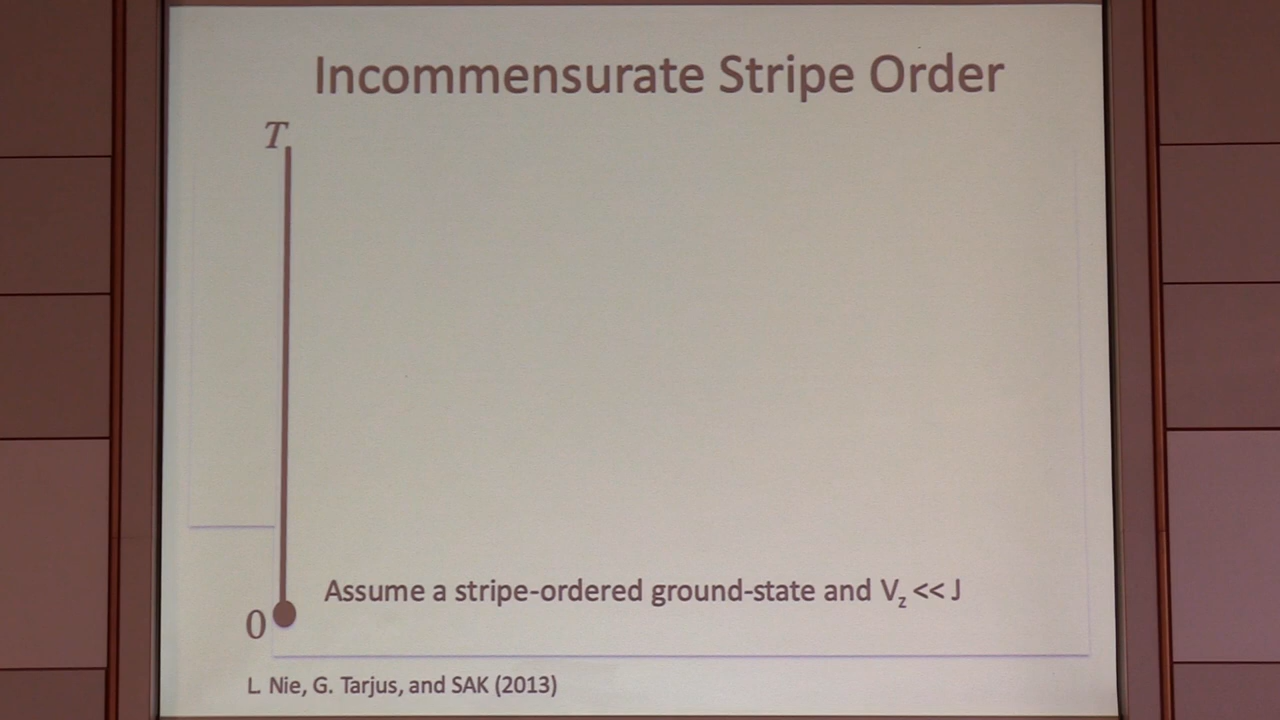 Incommensurate Stripe Order
T
Assume a stripe-ordered ground-state and Vz << J
0
L. Nie, G. Tarjus, and SAK (2013)